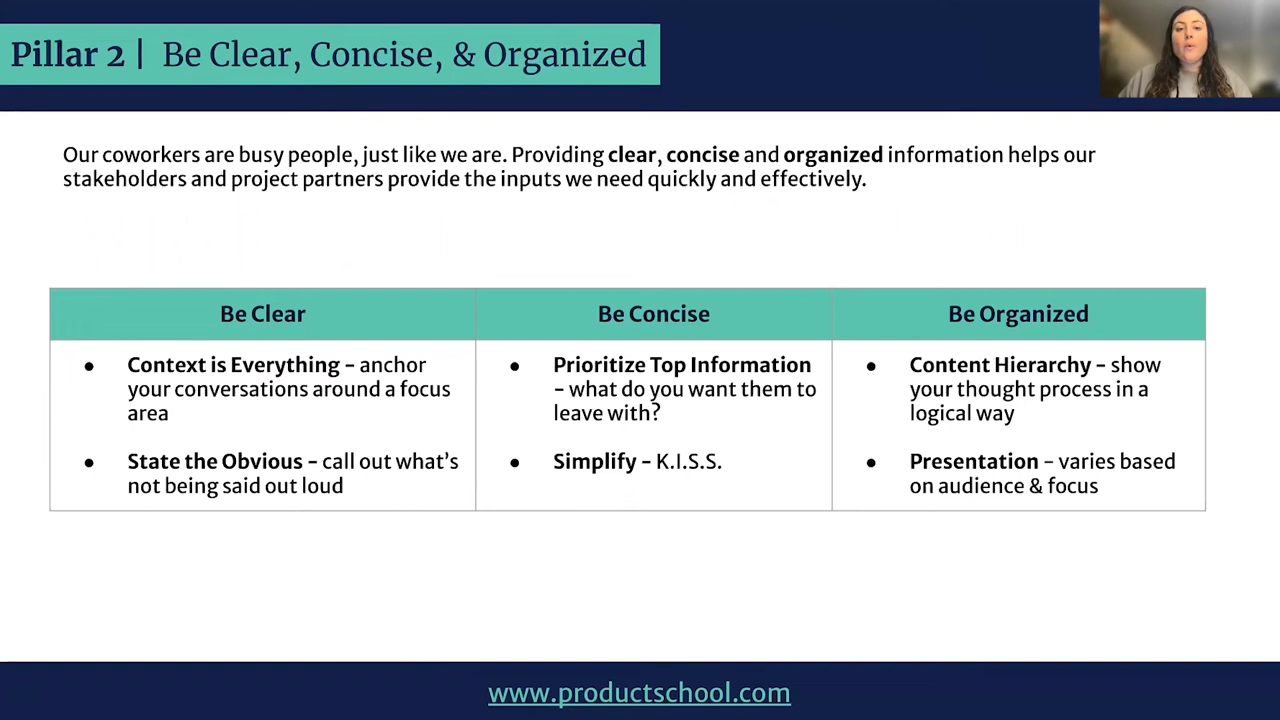 Pillar 2 | Be Clear, Concise, & Organized
Our coworkers are busy people, just like we are. Providing clear, concise and organized information helps our
stakeholders and project partners provide the inputs we need quickly and effectively.
Be Clear
● Context is Everything – anchor
your conversations around a focus
area
● State the Obvious – call out what's
not being said out loud
Be Concise
● Prioritize Top Information
– what do you want them to
leave with?
● Simplify – K.I.S.S.
Be Organized
● Content Hierarchy – show
your thought process in a
logical way
● Presentation – varies based
on audience & focus
www.productschool.com